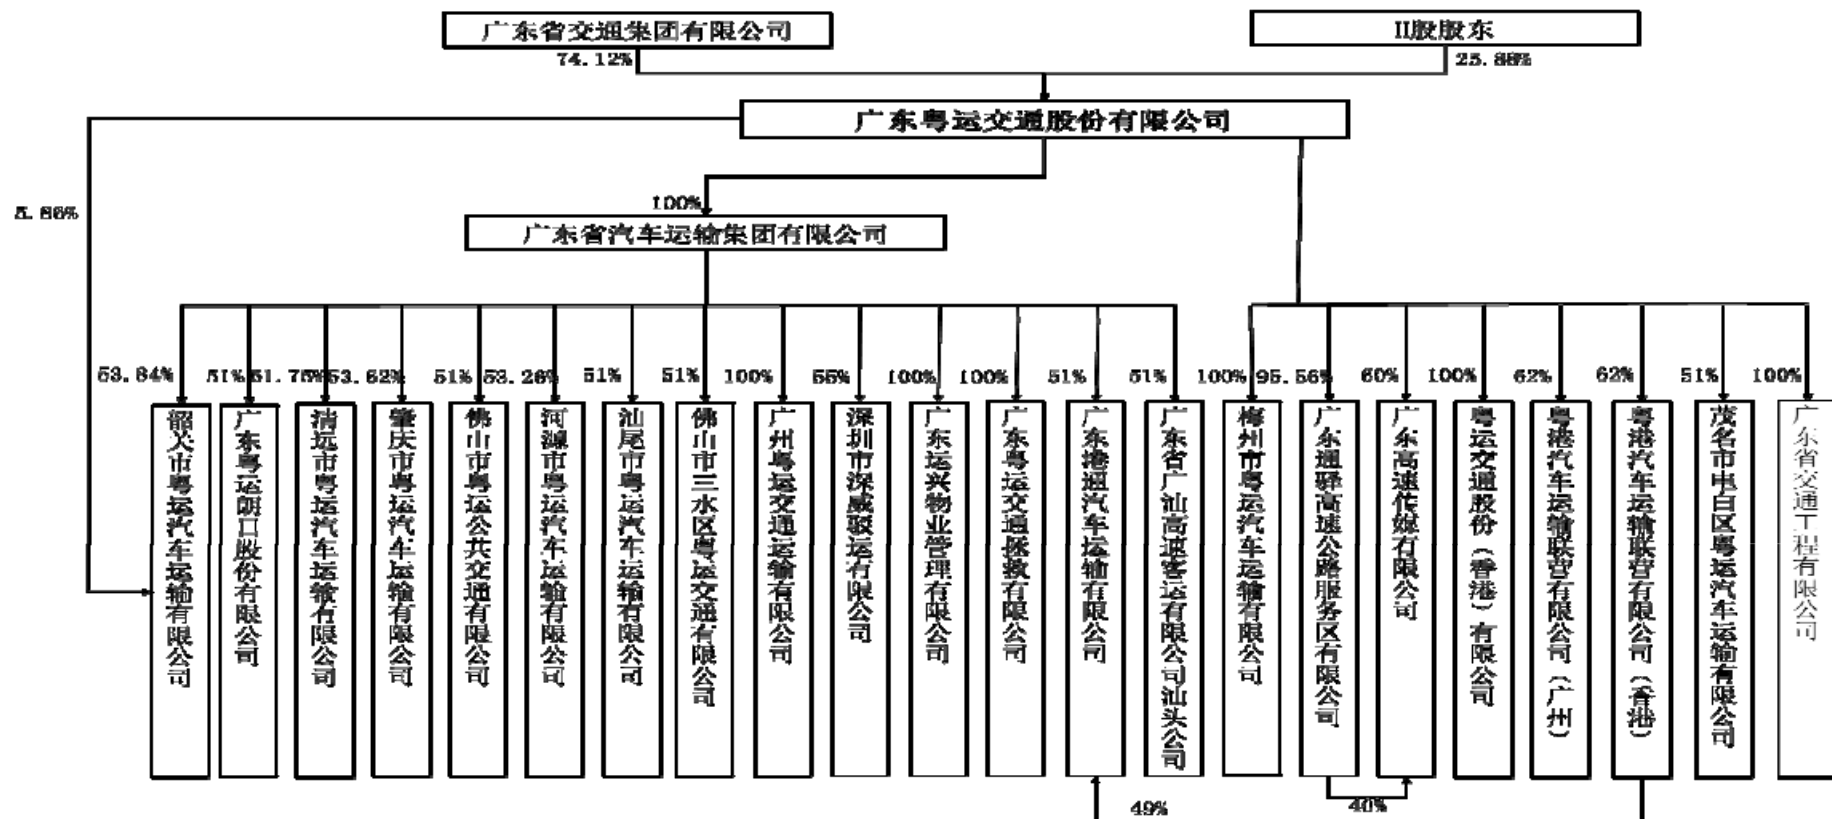 广东省交通集团有限公司
H股股东
74.12%
25.88%
广东粤运交通股份有限公司
5.86%
100%
广东省汽车运输集团有限公司
53.84%
51%
61.75%
53.62%
51%
53.26%
51%
51%
100%
55%
100%
100%
51%
51%
100%
95.56%
60%
100%
62%
62%
51%
100%
韶关市粤运汽车运输有限公司
广东粤运朗日股份有限公司
清远市粤运汽车运输有限公司
肇庆市粤运汽车运输有限公司
佛山市粤运公共交通有限公司
河源市粤运汽车运输有限公司
汕尾市粤运汽车运输有限公司
佛山市三水区粤运交通有限公司
广州粤运交通运输有限公司
深圳市深威驳运有限公司
广东运兴物业管理有限公司
广东粤运交通拯救有限公司
广东港通汽车运输有限公司
广东省广汕高速客运有限公司汕头公司
梅州市粤运汽车运输有限公司
广东通驿高速公路服务区有限公司
广东高速传媒有限公司
粤运交通股份（香港）有限公司
粤港汽车运输联营有限公司（广州）
粤港汽车运输联营有限公司（香港）
茂名市电白区粤运汽车运输有限公司
广东省交通工程有限公司
49%
40%